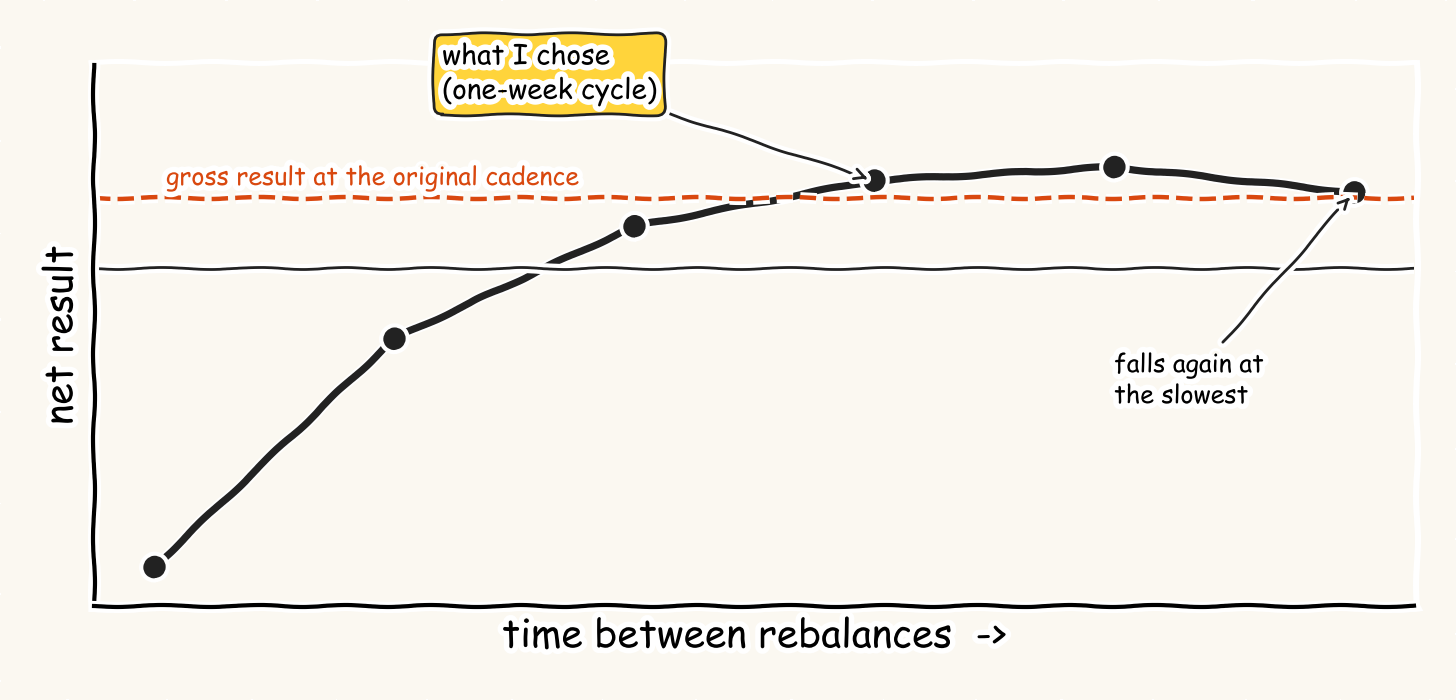 what I chose
(one-week cycle)
gross result at the original cadence
net result
falls again at
the slowest
time between rebalances ->